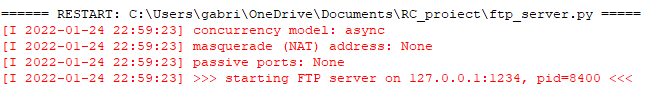 ====== RESTART: C:\Users\gabri\OneDrive\Documents\RC_proiect\ftp_server.py =====
[I 2022-01-24 22:59:23] concurrency model: async
[I 2022-01-24 22:59:23] masquerade (NAT) address: None
[I 2022-01-24 22:59:23] passive ports: None
[I 2022-01-24 22:59:23] >>> starting FTP server on 127.0.0.1:1234, pid=8400 <<<